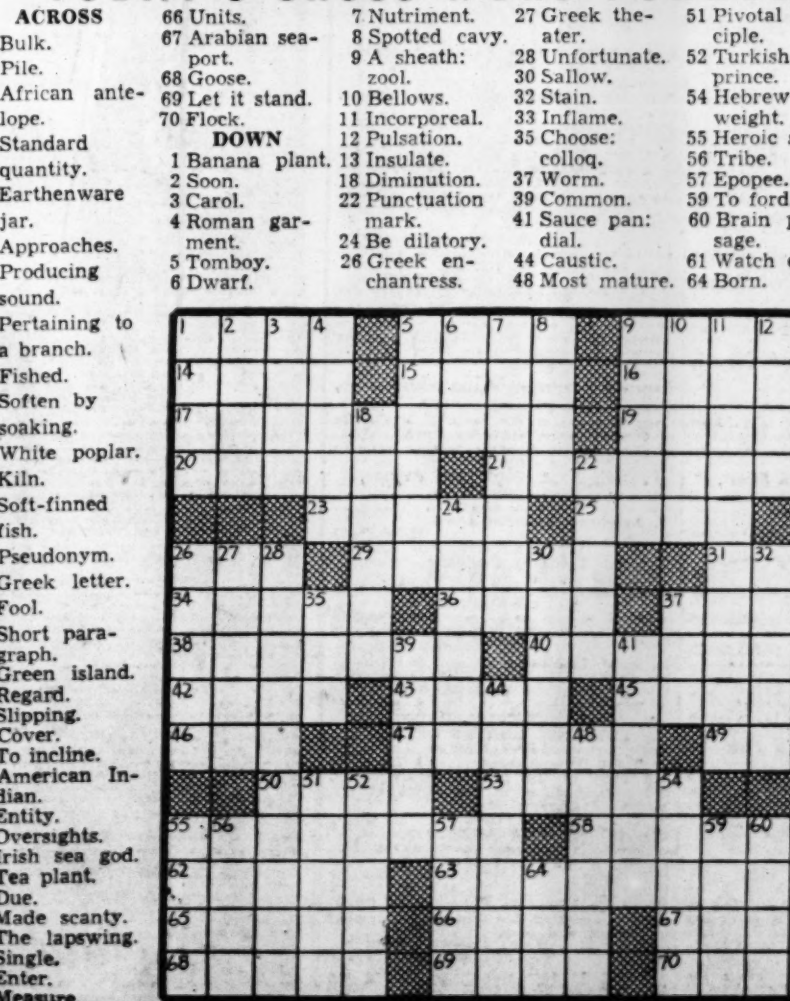 ACROSS
Bulk.
Pile.
African ante-
lope.
Standard
quantity.
Earthenware
jar.
Approaches.
Producing
sound.
Pertaining to
a branch.
Fished.
Soften by
soaking.
White poplar.
Kiln.
Soft-finned
fish.
Pseudonym.
Greek letter.
Fool.
Short para-
graph.
Green island.
Regard.
Slipping.
Cover.
To incline.
American In-
dian.
Entity.
Oversights.
Irish sea god.
Tea plant.
Due.
Made scanty.
The lapswing.
Single.
Enter.
Measure
66 Units.
67 Arabian sea-
port.
68 Goose.
69 Let it stand.
70 Flock.
DOWN
1 Banana plant.
2 Soon.
3 Carol.
4 Roman gar-
ment.
5 Tomboy.
6 Dwarf.
7 Nutriment.
8 Spotted cavy.
9 A sheath:
zool.
10 Bellows.
11 Incorporeal.
12 Pulsation.
13 Insulate.
18 Diminution.
22 Punctuation
mark.
24 Be dilatory.
26 Greek en-
chantress.
27 Greek the-
ater.
28 Unfortunate.
30 Sallow.
32 Stain.
33 Inflame.
35 Choose:
colloq.
37 Worm.
39 Common.
41 Sauce pan:
dial.
44 Caustic.
48 Most mature.
51 Pivotal
ciple.
52 Turkish
prince.
54 Hebrew
weight.
55 Heroic
56 Tribe.
57 Epopee.
59 To ford
60 Brain
sage.
61 Watch
64 Born.
1 2 3 4 5 6 7 8 9 10 11 12
14 15 16
17 18 19
20 21 22
23 24 25
26 27 28 29 30 31 32
34 35 36 37
38 39 40 41
42 43 44 45
46 47 48 49
50 51 52 53 54
55 56 57 58 59 60
62 63 64
65 66 67
68 69 70